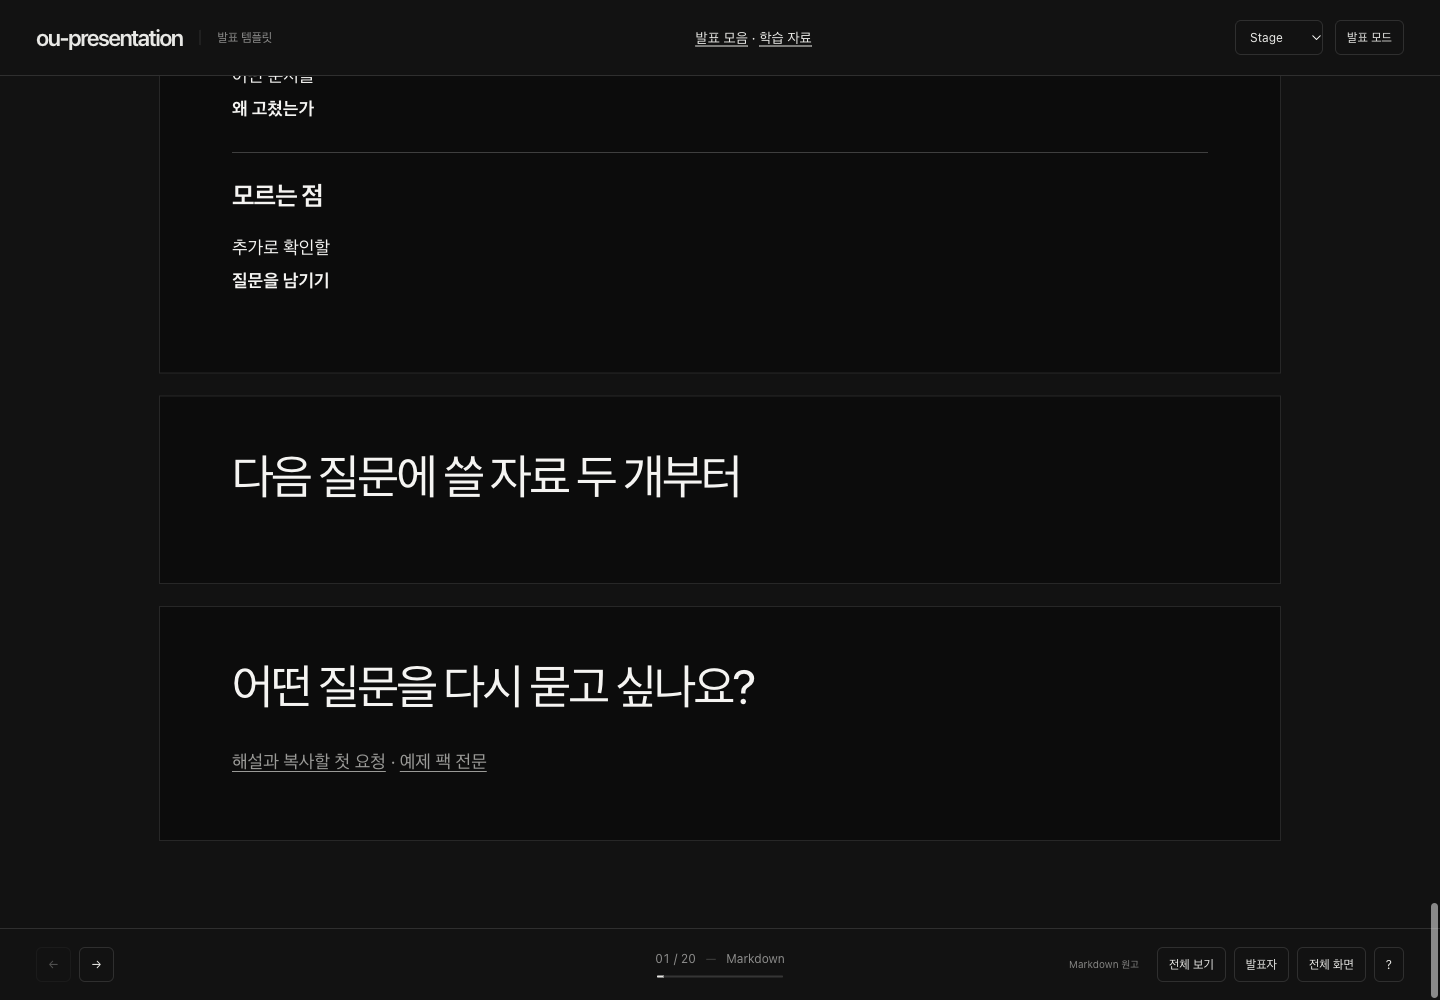 ou-presentation
발표 템플릿
발표 모음 · 학습 자료
Stage
발표 모드
왜 고쳤는가
모르는 점
추가로 확인할
질문을 남기기
다음 질문에 쓸 자료 두 개부터
어떤 질문을 다시 묻고 싶나요?
해설과 복사할 첫 요청 · 예제 팩 전문
← →
01 / 20 — Markdown
Markdown 원고
전체 보기
발표자
전체 화면
?